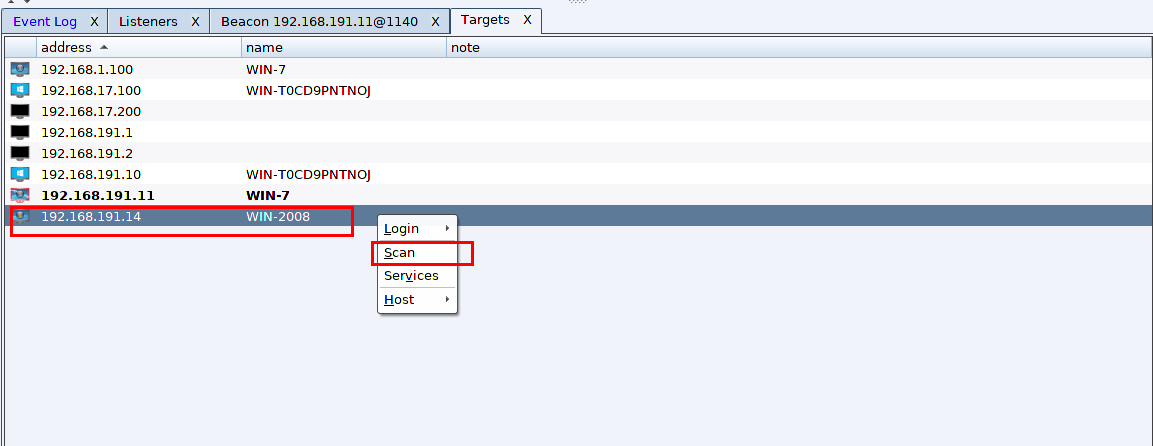 Event Log X Listeners X Beacon 192.168.191.11@1140 X Targets X
address name note
192.168.1.100 WIN-7
192.168.17.100 WIN-T0CD9PNTNOJ
192.168.17.200
192.168.191.1
192.168.191.2
192.168.191.10 WIN-T0CD9PNTNOJ
192.168.191.11 WIN-7
192.168.191.14 WIN-2008
Login
Scan
Services
Host